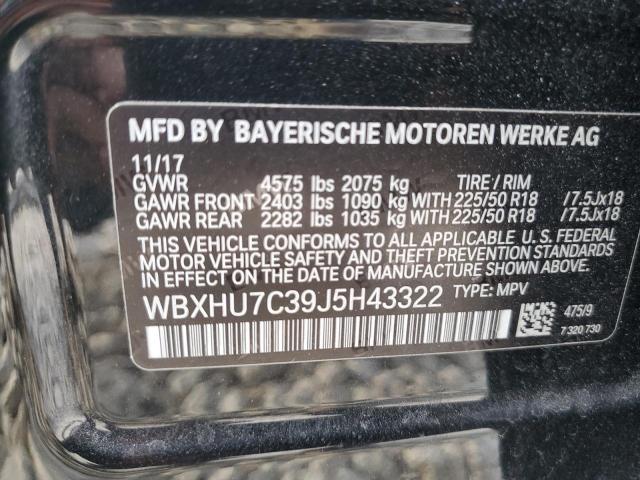 MFD BY BAYERISCHE MOTOREN WERKE AG
11/17
GVWR 4575 lbs 2075 kg TIRE / RIM
GAWR FRONT 2403 lbs 1090 kg WITH 225/50 R18 /7.5Jx18
GAWR REAR 2282 lbs 1035 kg WITH 225/50 R18 /7.5Jx18
THIS VEHICLE CONFORMS TO ALL APPLICABLE U. S. FEDERAL
MOTOR VEHICLE SAFETY AND THEFT PREVENTION STANDARDS
IN EFFECT ON THE DATE OF MANUFACTURE SHOWN ABOVE.
WBXHU7C39J5H43322 TYPE: MPV
475/9
7 320 730